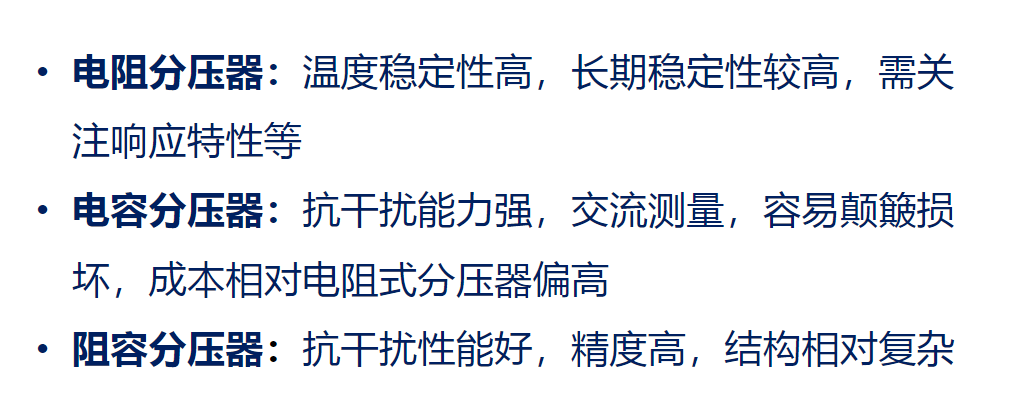 • 电阻分压器：温度稳定性高，长期稳定性较高，需关
注响应特性等
• 电容分压器：抗干扰能力强，交流测量，容易颠簸损
坏，成本相对电阻式分压器偏高
• 阻容分压器：抗干扰性能好，精度高，结构相对复杂